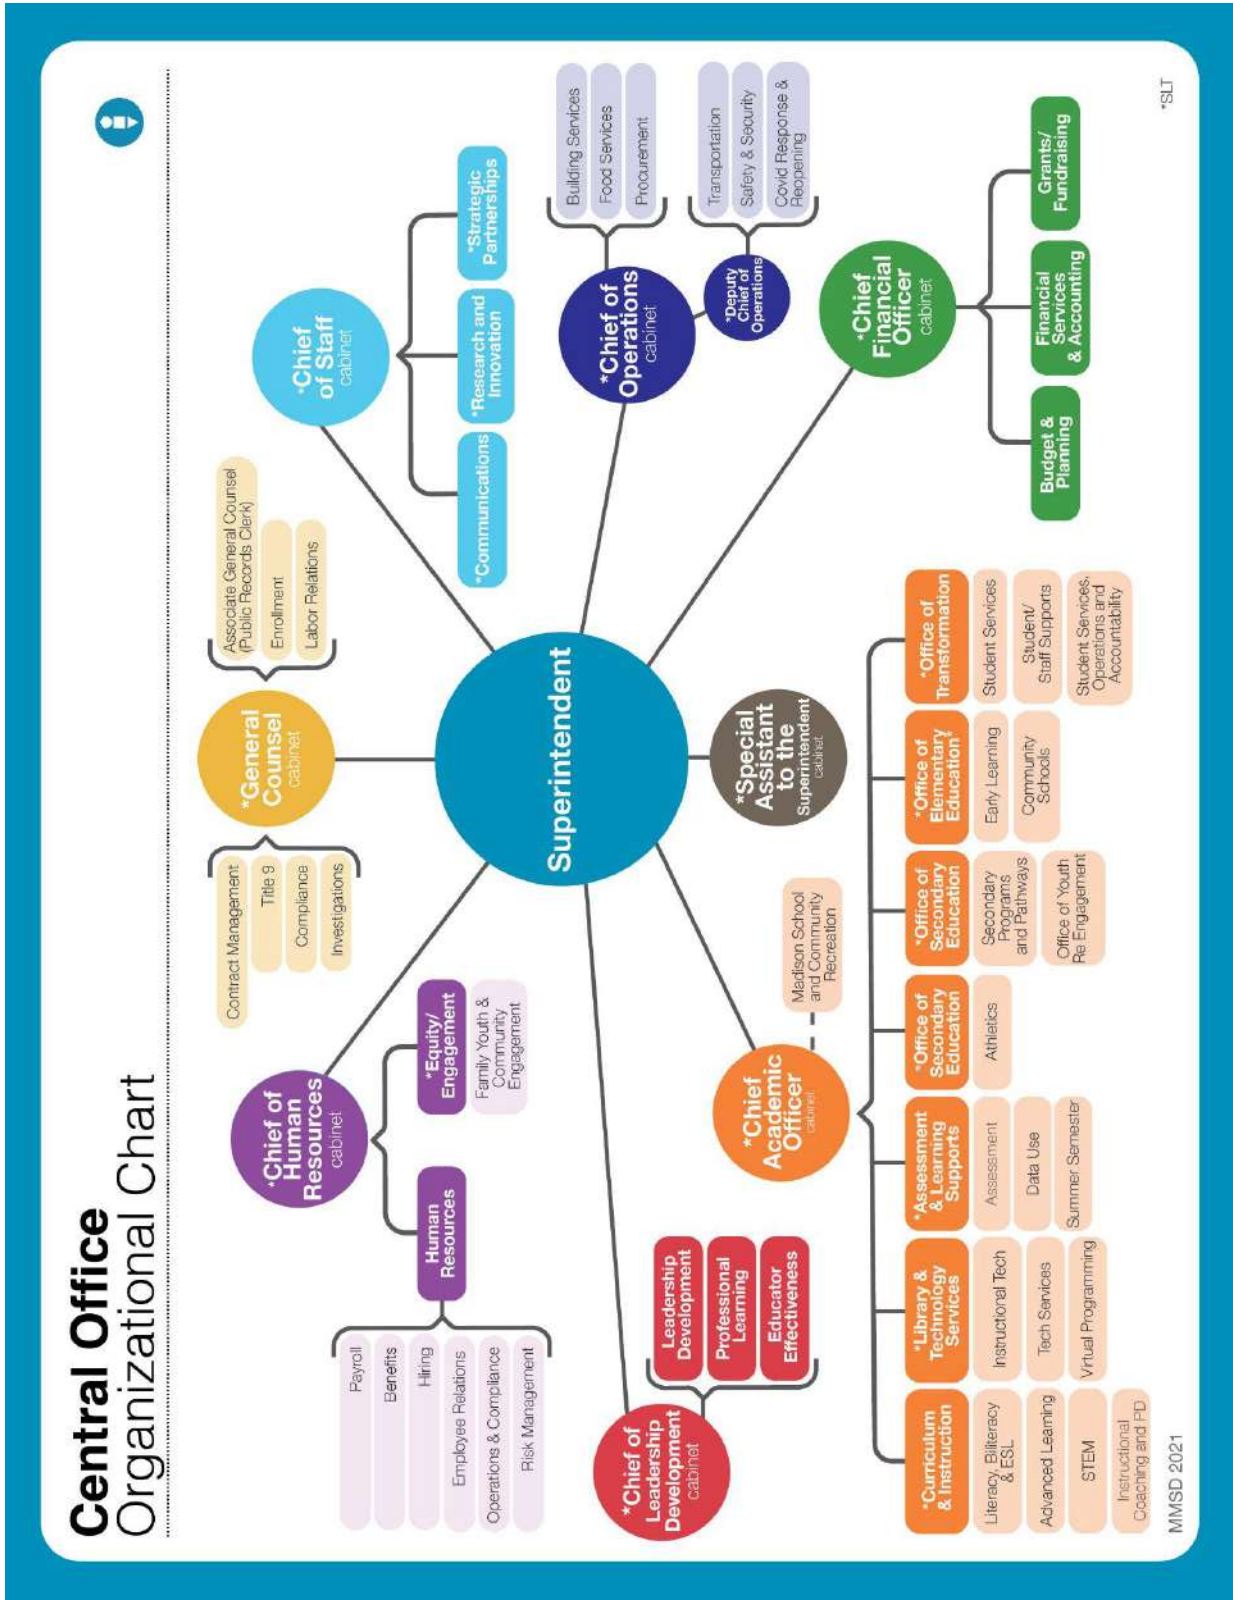 Central Office
Organizational Chart
*General
Counsel
cabinet
Contract Management
Title 9
Compliance
Investigations
Associate General Counsel
(Public Records Clerk)
Enrollment
Labor Relations
*Chief of
Human
Resources
cabinet
Human
Resources
Payroll
Benefits
Hiring
Employee Relations
Operations & Compliance
Risk Management
*Equity/
Engagement
Family Youth &
Community
Engagement
*Chief
of Staff
cabinet
*Communications
*Research and
Innovation
*Strategic
Partnerships
Superintendent
*Chief of
Operations
cabinet
Building Services
Food Services
Procurement
*Deputy
Chief of
Operations
Transportation
Safety & Security
Covid Response &
Reopening
*Chief of
Leadership
Development
cabinet
Leadership
Development
Professional
Learning
Educator
Effectiveness
*Chief
Academic
Officer
cabinet
Madison School
and Community
Recreation
*Special
Assistant
to the
Superintendent
cabinet
*Chief
Financial
Officer
cabinet
Budget &
Planning
Financial
Services
& Accounting
Grants/
Fundraising
*Curriculum
& Instruction
Literacy, Biliteracy
& ESL
Advanced Learning
STEM
Instructional
Coaching and PD
*Library &
Technology
Services
Instructional Tech
Tech Services
Virtual Programming
*Assessment
& Learning
Supports
Assessment
Data Use
Summer Semester
*Office of
Secondary
Education
Athletics
*Office of
Secondary
Education
Secondary
Programs
and Pathways
Office of Youth
Re Engagement
*Office of
Elementary
Education*
Early Learning
Community
Schools
*Office of
Transformation
Student Services
Student/
Staff Supports
Student Services,
Operations and
Accountability
MMSD 2021
*SLT